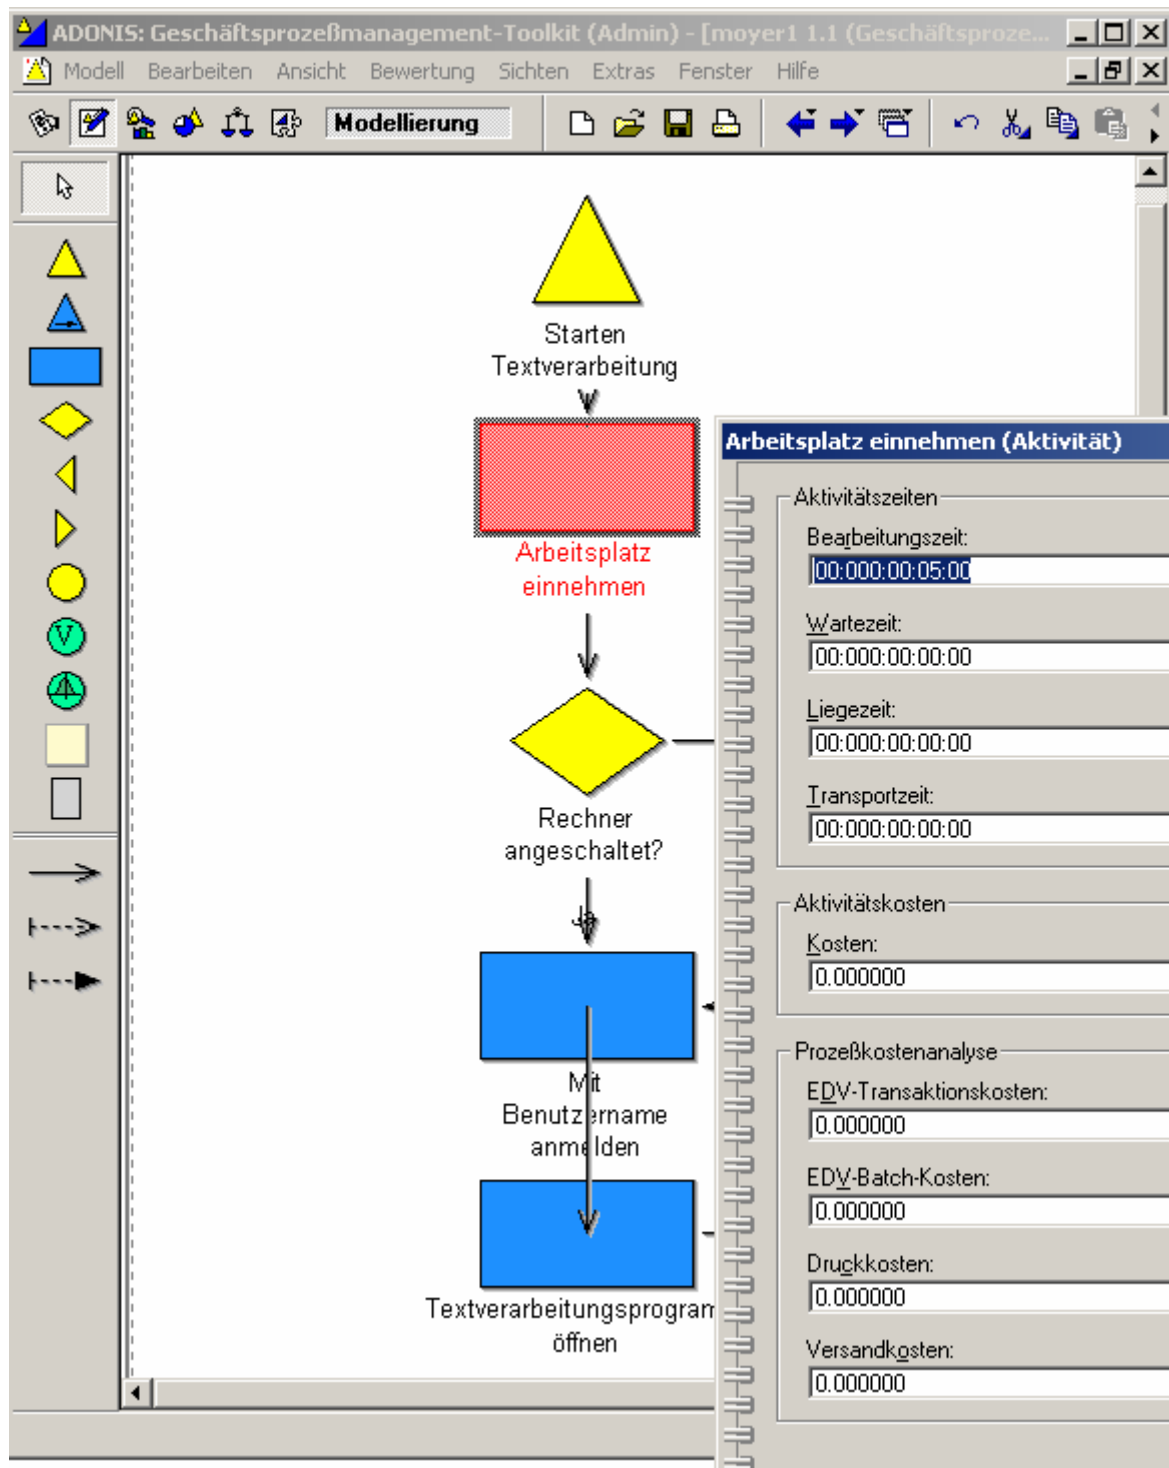 ADONIS: Geschäftsprozeßmanagement-Toolkit (Admin) - [moyer1 1.1 (Geschäftsproze...
Modell Bearbeiten Ansicht Bewertung Sichten Extras Fenster Hilfe
Modellierung
Starten
Textverarbeitung
Arbeitsplatz
einnehmen
Rechner
angeschaltet?
Ja
Mit
Benutzername
anmelden
Textverarbeitungsprogram
öffnen
Arbeitsplatz einnehmen (Aktivität)
Aktivitätszeiten
Bearbeitungszeit:
00:000:00:05:00
Wartezeit:
00:000:00:00:00
Liegezeit:
00:000:00:00:00
Transportzeit:
00:000:00:00:00
Aktivitätskosten
Kosten:
0.000000
Prozeßkostenanalyse
EDV-Transaktionskosten:
0.000000
EDV-Batch-Kosten:
0.000000
Druckkosten:
0.000000
Versandkosten:
0.000000